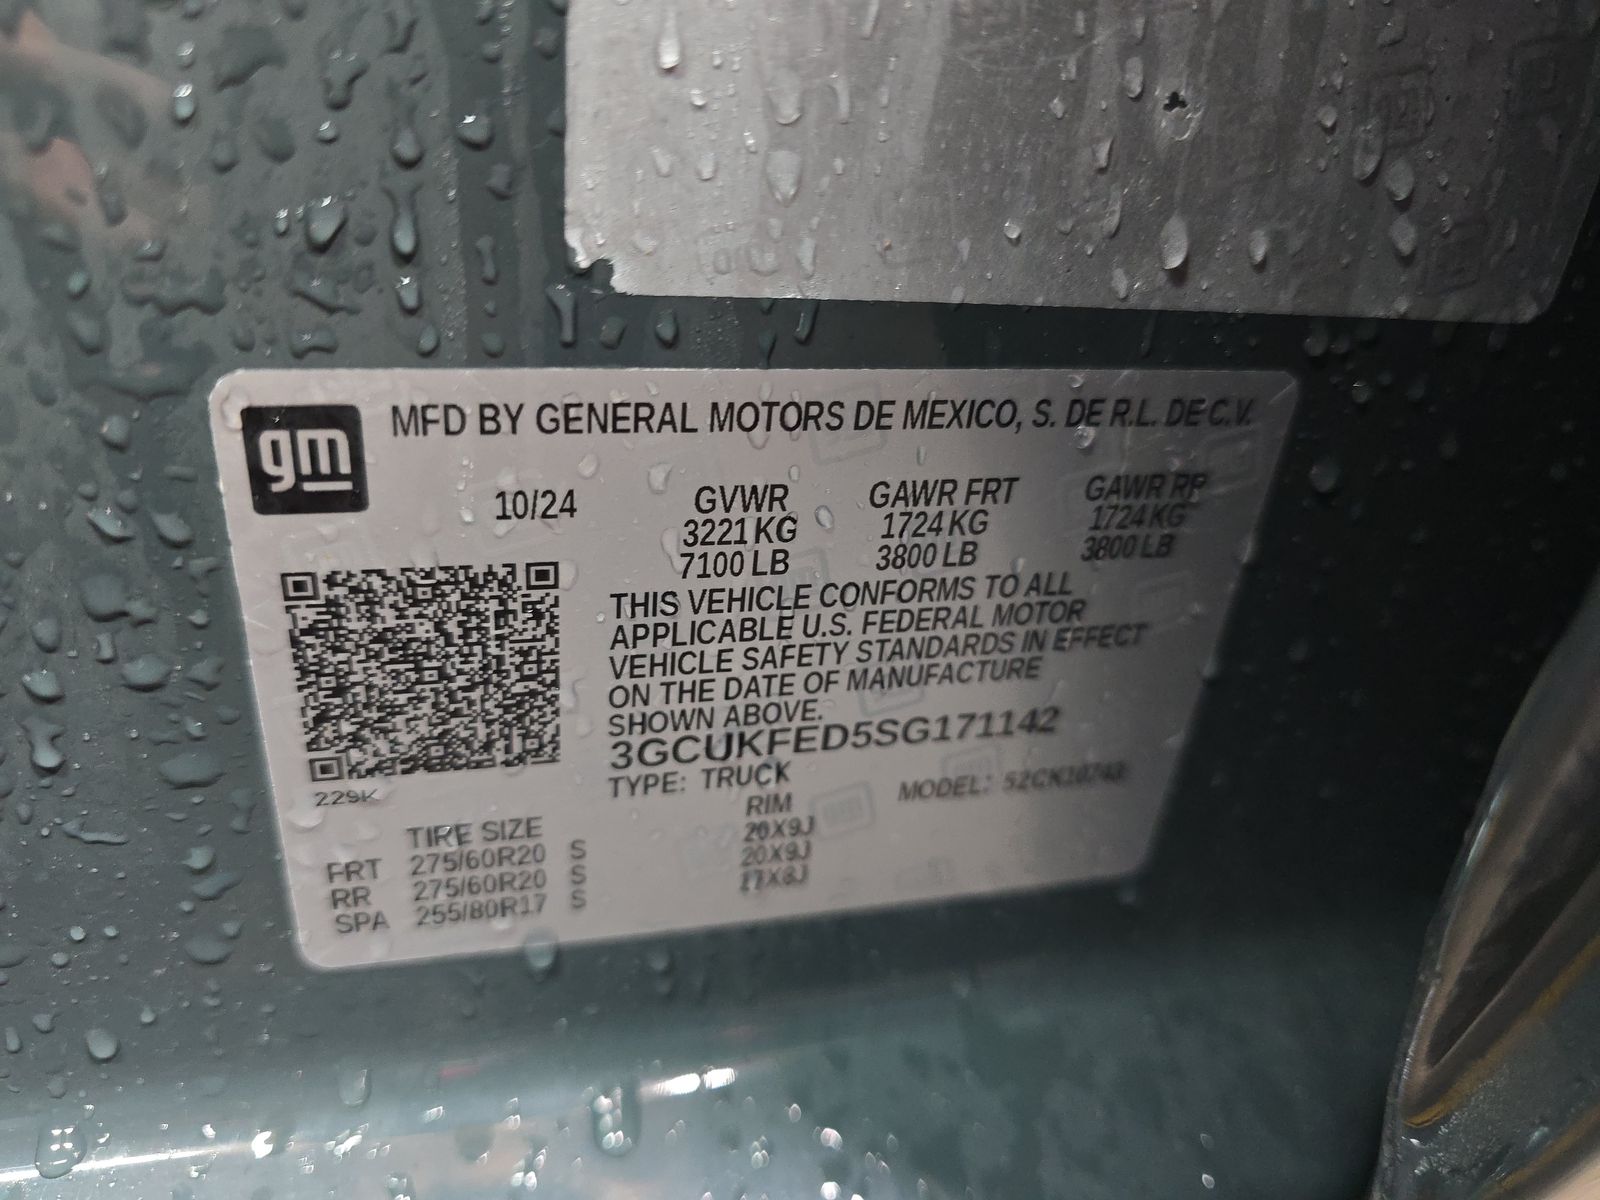 gm
MFD BY GENERAL MOTORS DE MEXICO, S. DE R.L. DE C.V.
10/24 GVWR GAWR FRT GAWR RR
3221 KG 1724 KG 1724 KG
7100 LB 3800 LB 3800 LB
THIS VEHICLE CONFORMS TO ALL
APPLICABLE U.S. FEDERAL MOTOR
VEHICLE SAFETY STANDARDS IN EFFECT
ON THE DATE OF MANUFACTURE
SHOWN ABOVE.
3GCUKFED5SG171142
TYPE: TRUCK MODEL:
229K
TIRE SIZE RIM
FRT 275/60R20 S 20X9J
RR 275/60R20 S 20X9J
SPA 255/80R17 S 17X8J